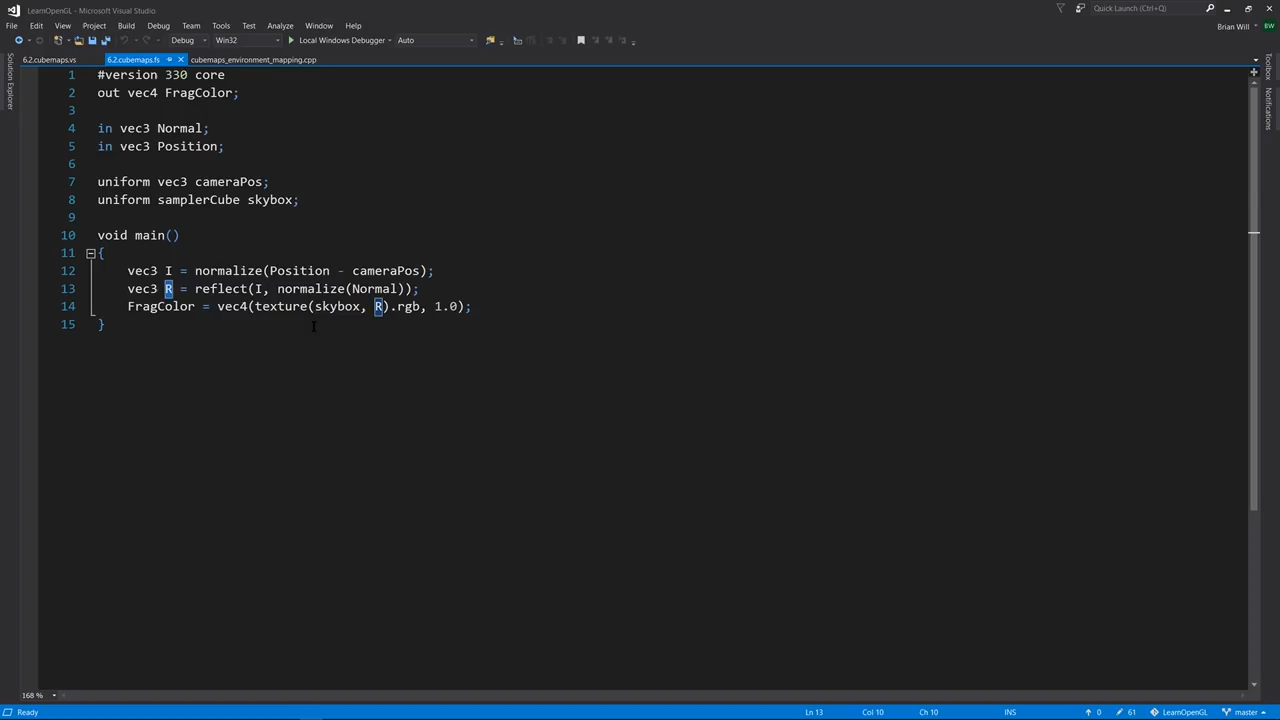 LearnOpenGL - Microsoft Visual Studio
Quick Launch (Ctrl+Q)
File Edit View Project Build Debug Team Tools Test Analyze Window Help
Brian Will BW
Debug Win32 Local Windows Debugger Auto
6.2.cubemaps.vs 6.2.cubemaps.fs cubemaps_environment_mapping.cpp
Solution Explorer
Toolbox
Notifications
1 #version 330 core
2 out vec4 FragColor;
3
4 in vec3 Normal;
5 in vec3 Position;
6
7 uniform vec3 cameraPos;
8 uniform samplerCube skybox;
9
10 void main()
11 {
12 vec3 I = normalize(Position - cameraPos);
13 vec3 R = reflect(I, normalize(Normal));
14 FragColor = vec4(texture(skybox, R).rgb, 1.0);
15 }
168 %
Ready Ln 13 Col 10 Ch 10 INS 0 61 LearnOpenGL master